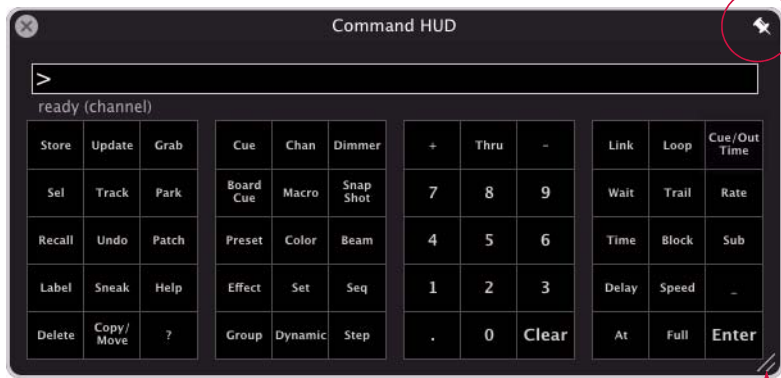 Command HUD
>
ready (channel)
Store Update Grab Cue Chan Dimmer + Thru - Link Loop Cue/Out Time
Sel Track Park Board Cue Macro Snap Shot 7 8 9 Wait Trail Rate
Recall Undo Patch Preset Color Beam 4 5 6 Time Block Sub
Label Sneak Help Effect Set Seq 1 2 3 Delay Speed _
Delete Copy/ Move ? Group Dynamic Step . 0 Clear At Full Enter